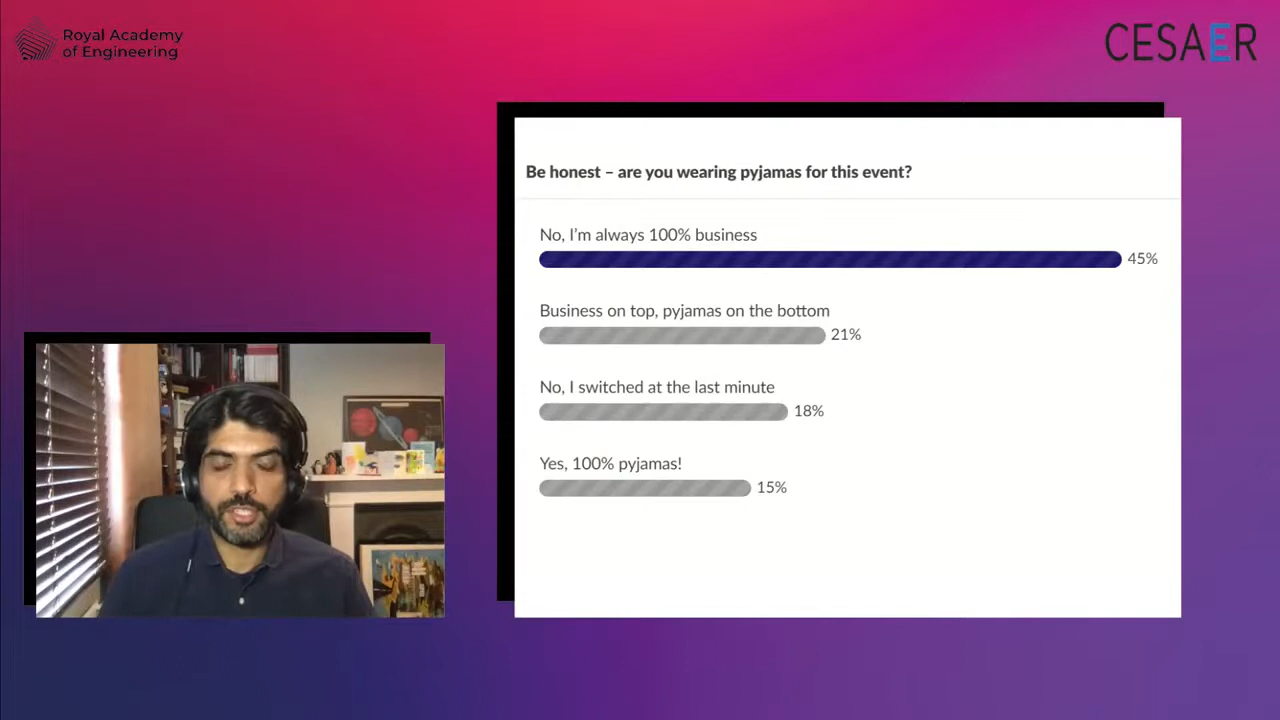 Royal Academy
of Engineering
CESAER
Be honest – are you wearing pyjamas for this event?
No, I'm always 100% business
45%
Business on top, pyjamas on the bottom
21%
No, I switched at the last minute
18%
Yes, 100% pyjamas!
15%